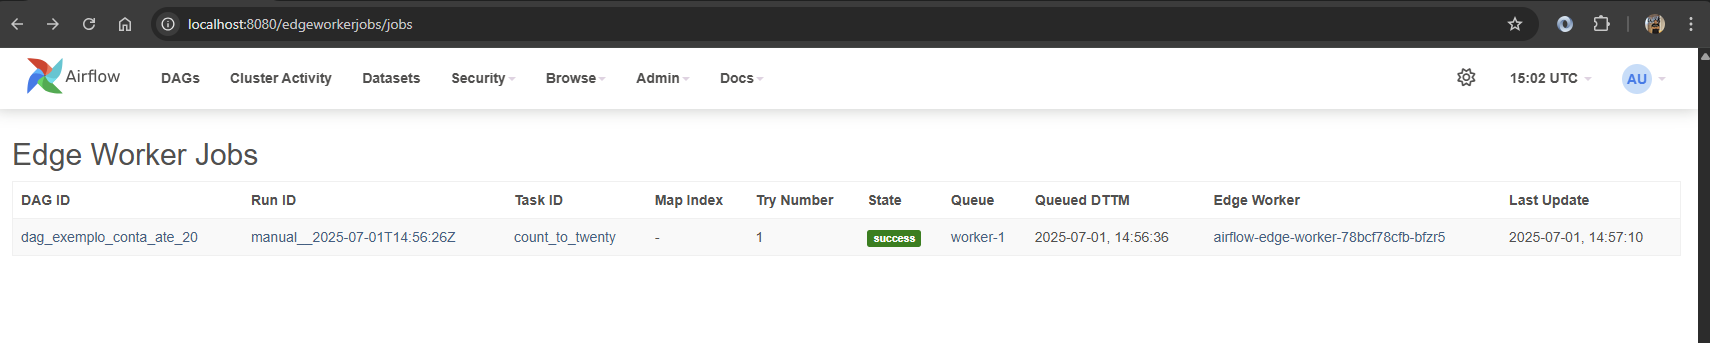 localhost:8080/edgeworkerjobs/jobs
Airflow DAGs Cluster Activity Datasets Security Browse Admin Docs 15:02 UTC AU
Edge Worker Jobs
DAG ID Run ID Task ID Map Index Try Number State Queue Queued DTTM Edge Worker Last Update
dag_exemplo_conta_ate_20 manual__2025-07-01T14:56:26Z count_to_twenty - 1 success worker-1 2025-07-01, 14:56:36 airflow-edge-worker-78bcf78cfb-bfzr5 2025-07-01, 14:57:10